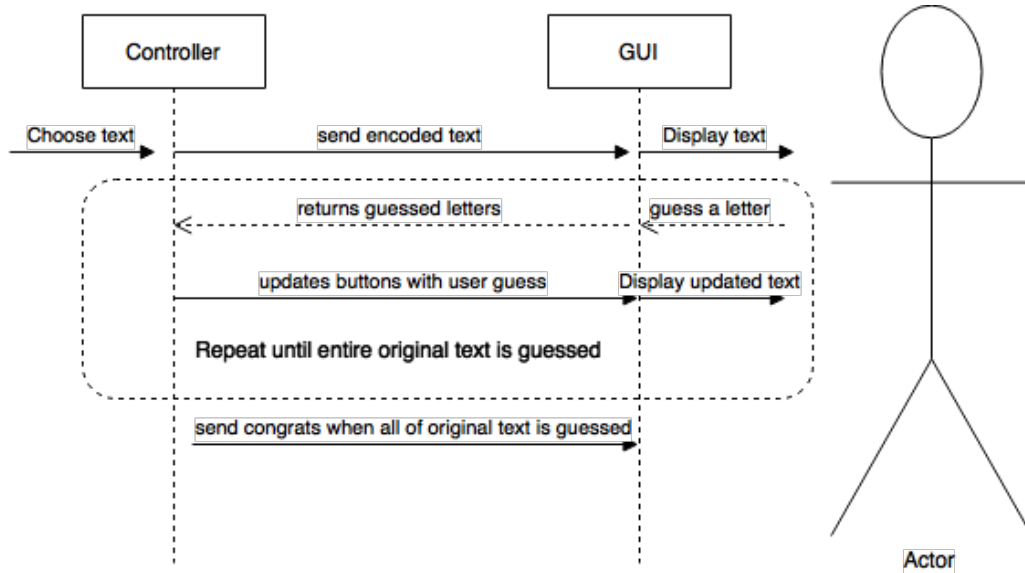 Controller
GUI
Choose text
send encoded text
Display text
returns guessed letters
guess a letter
updates buttons with user guess
Display updated text
Repeat until entire original text is guessed
send congrats when all of original text is guessed
Actor